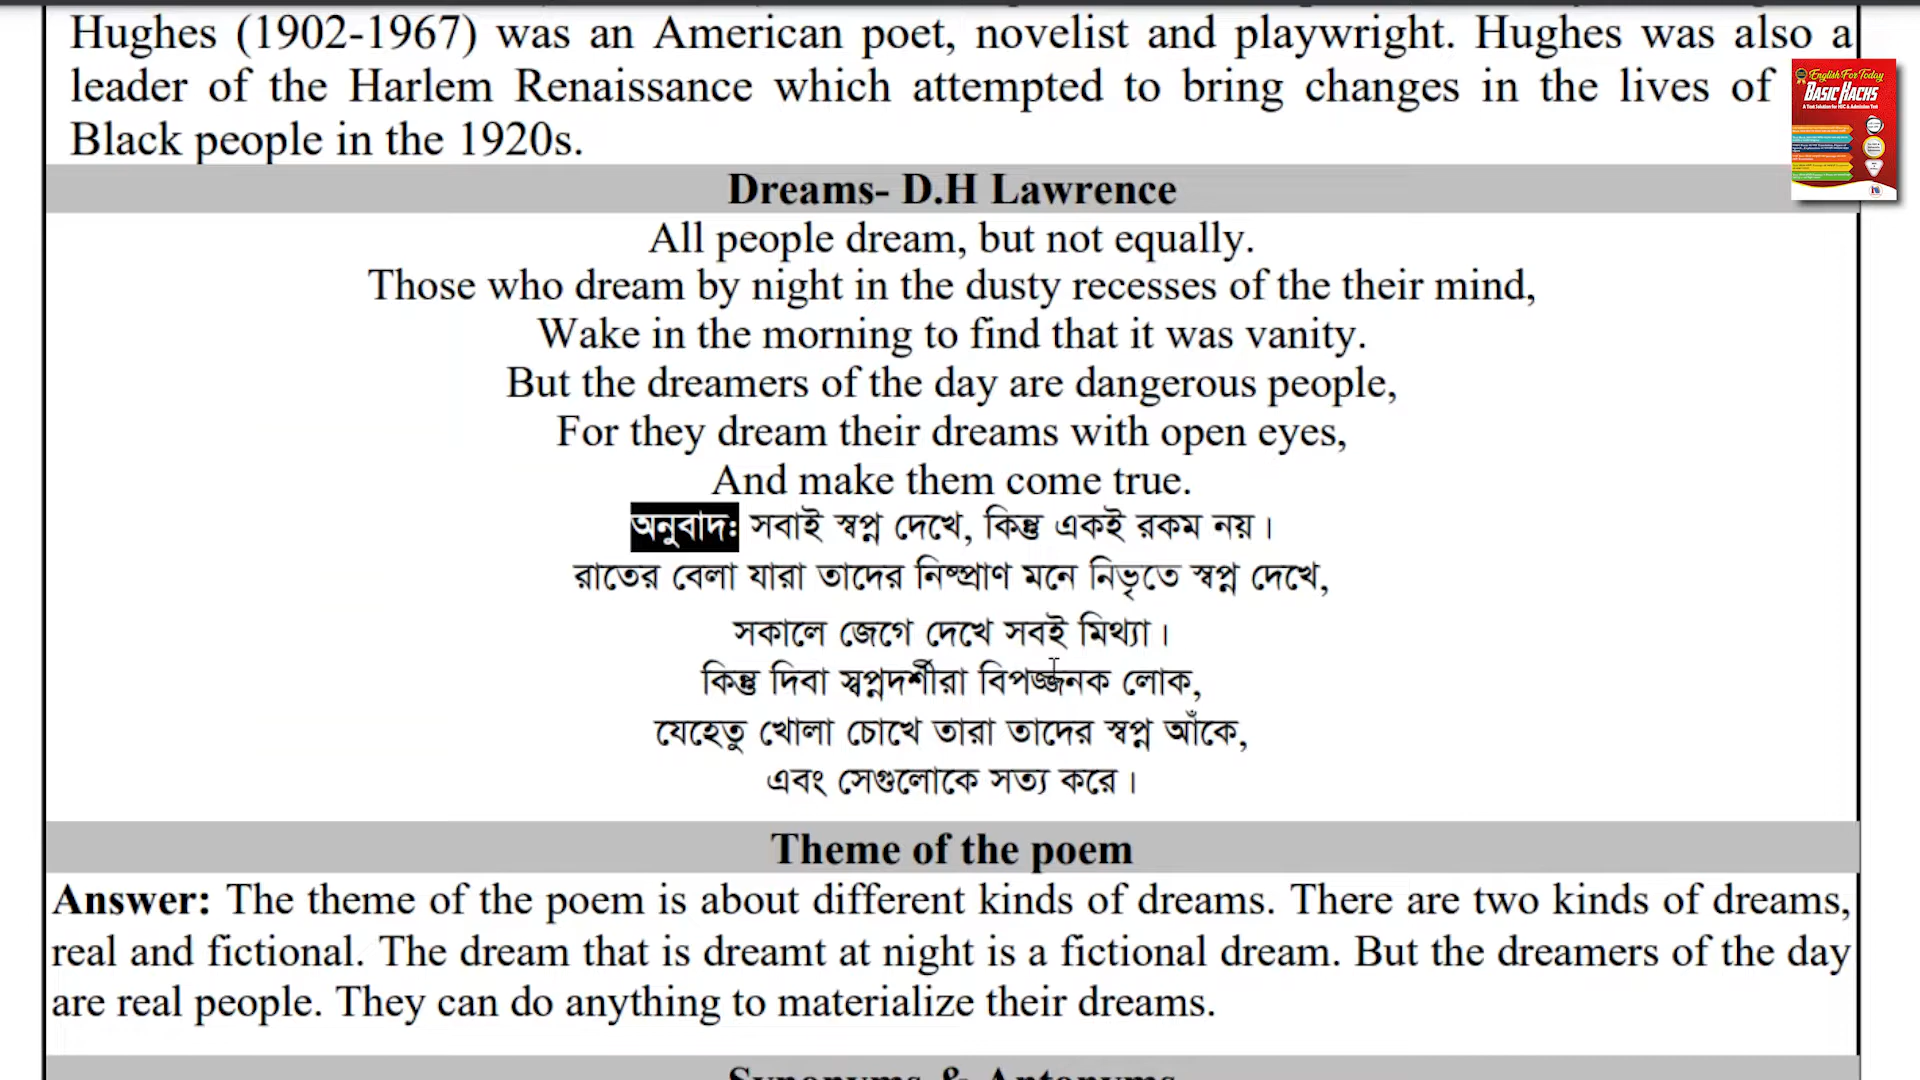 Hughes (1902-1967) was an American poet, novelist and playwright. Hughes was also a
leader of the Harlem Renaissance which attempted to bring changes in the lives of
Black people in the 1920s.
English For Today
BASIC HACKS
Dreams- D.H Lawrence
All people dream, but not equally.
Those who dream by night in the dusty recesses of the their mind,
Wake in the morning to find that it was vanity.
But the dreamers of the day are dangerous people,
For they dream their dreams with open eyes,
And make them come true.
অনুবাদ: সবাই স্বপ্ন দেখে, কিন্তু একই রকম নয়।
রাতের বেলা যারা তাদের নিষ্প্রাণ মনে নিভৃতে স্বপ্ন দেখে,
সকালে জেগে দেখে সবই মিথ্যা।
কিন্তু দিবা স্বপ্নদর্শীরা বিপজ্জনক লোক,
যেহেতু খোলা চোখে তারা তাদের স্বপ্ন আঁকে,
এবং সেগুলোকে সত্য করে।
Theme of the poem
Answer: The theme of the poem is about different kinds of dreams. There are two kinds of dreams,
real and fictional. The dream that is dreamt at night is a fictional dream. But the dreamers of the day
are real people. They can do anything to materialize their dreams.
Synonyms & Antonyms